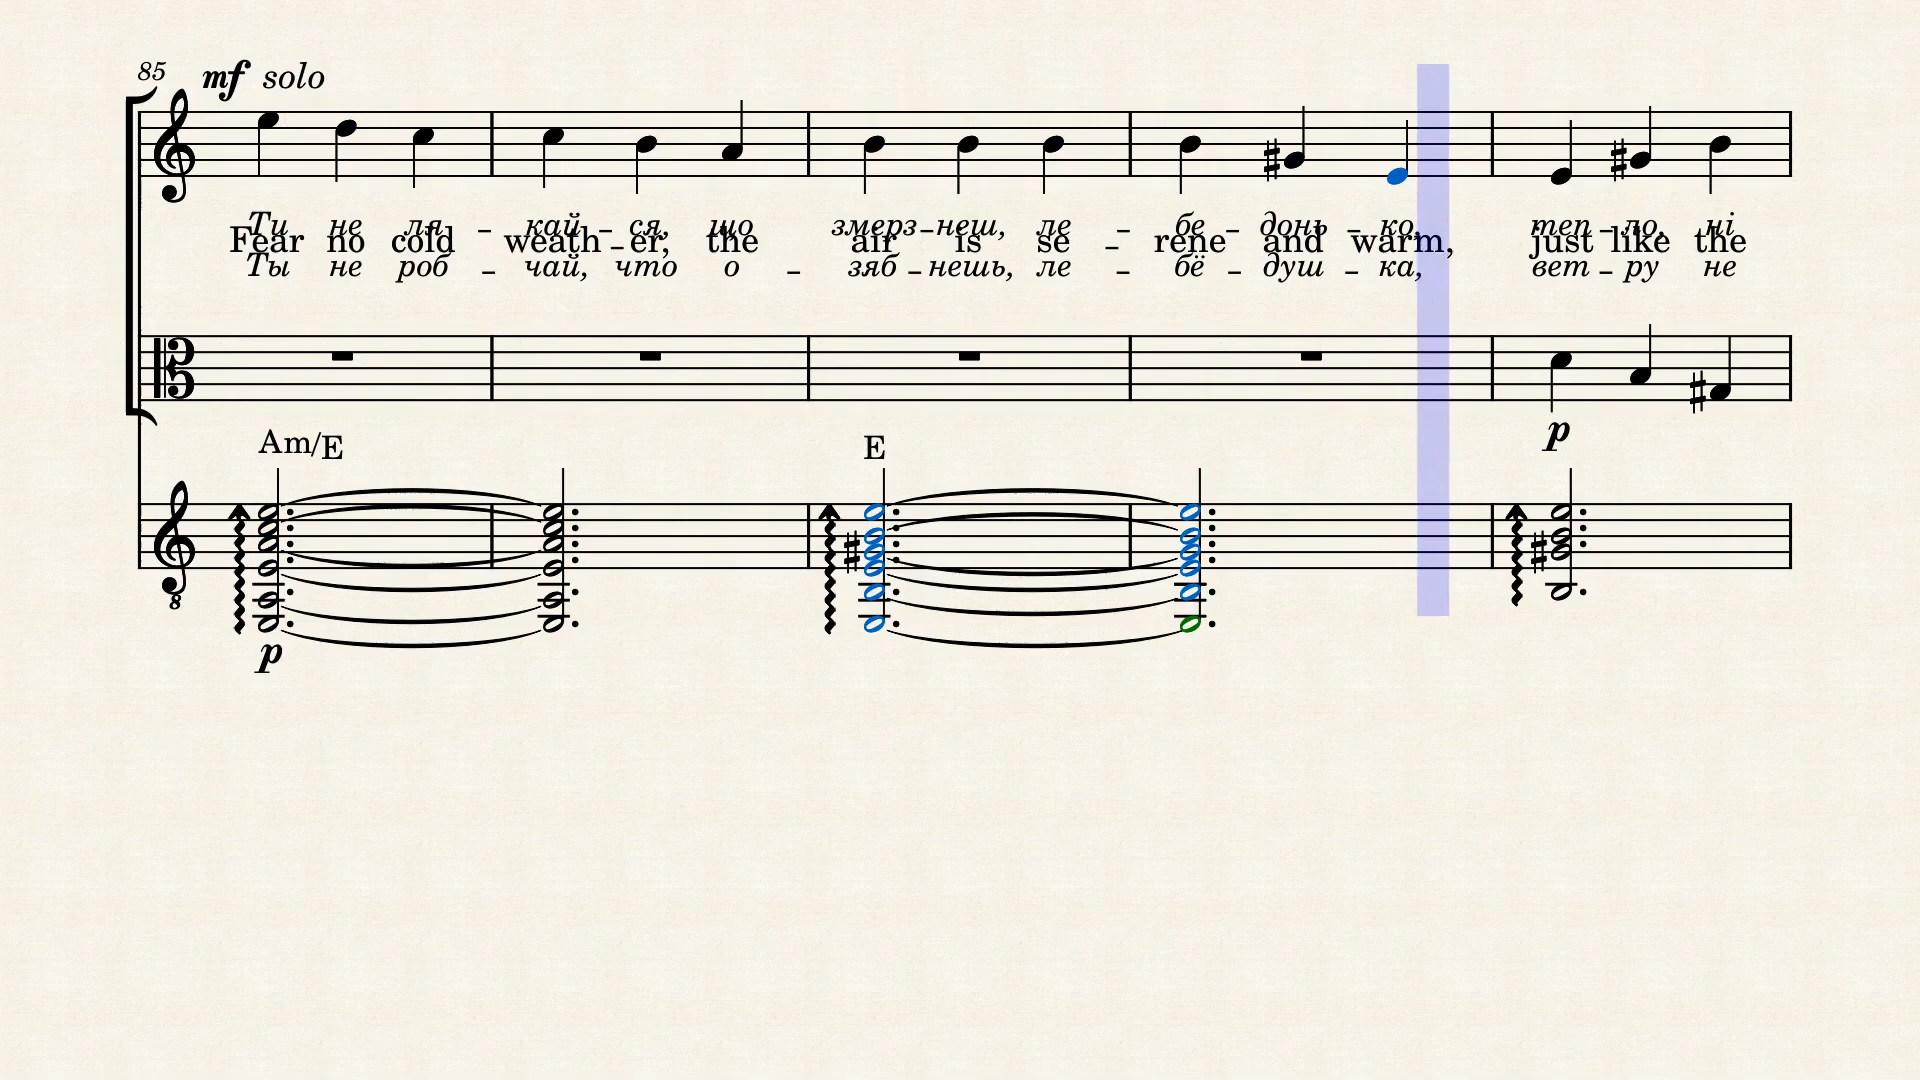 85 mf solo
Ти не ля – кай – ся, що змерз – неш, ле – бе – донь – ко, теп – ло, ні
Fear no cold weath – er, the air is se – rene and warm, just like the
Ты не роб – чай, что о – зяб – нешь, ле – бё – душ – ка, вет – ру не
p
Am/E E
8
p